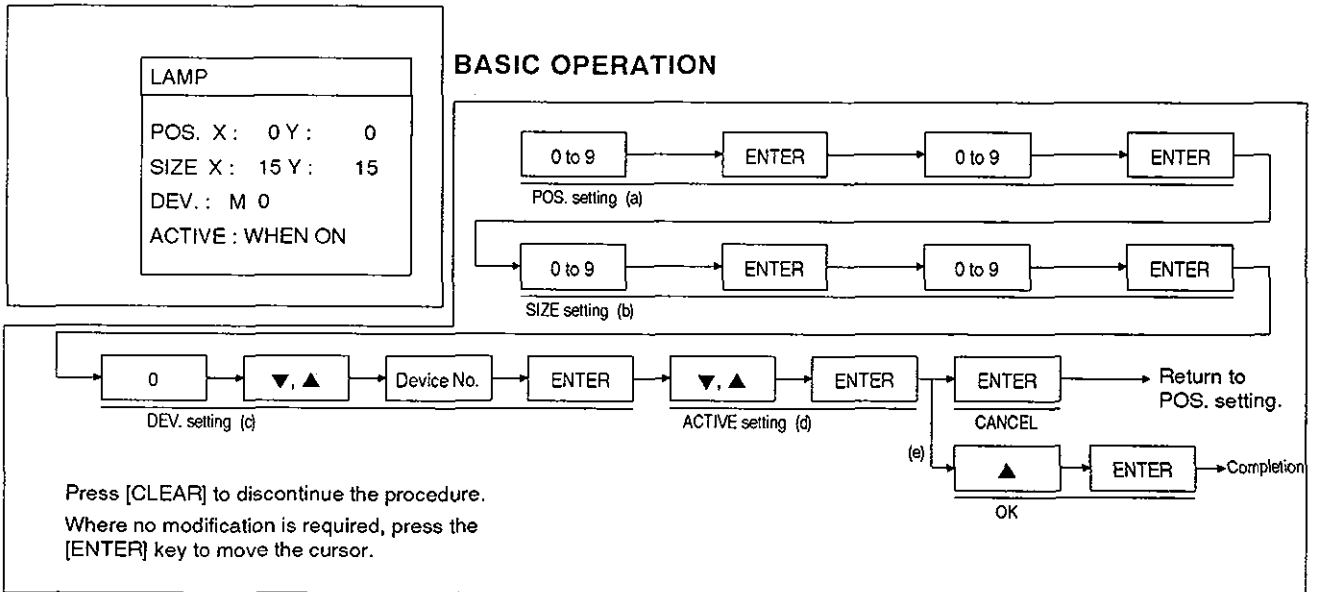 LAMP
POS. X : 0 Y : 0
SIZE X : 15 Y : 15
DEV. : M 0
ACTIVE : WHEN ON
BASIC OPERATION
0 to 9 ENTER 0 to 9 ENTER
POS. setting (a)
0 to 9 ENTER 0 to 9 ENTER
SIZE setting (b)
0 ▼, ▲ Device No. ENTER ▼, ▲ ENTER ENTER Return to
POS. setting.
DEV. setting (c) ACTIVE setting (d) CANCEL
(e) ▲ ENTER Completion
OK
Press [CLEAR] to discontinue the procedure.
Where no modification is required, press the
[ENTER] key to move the cursor.